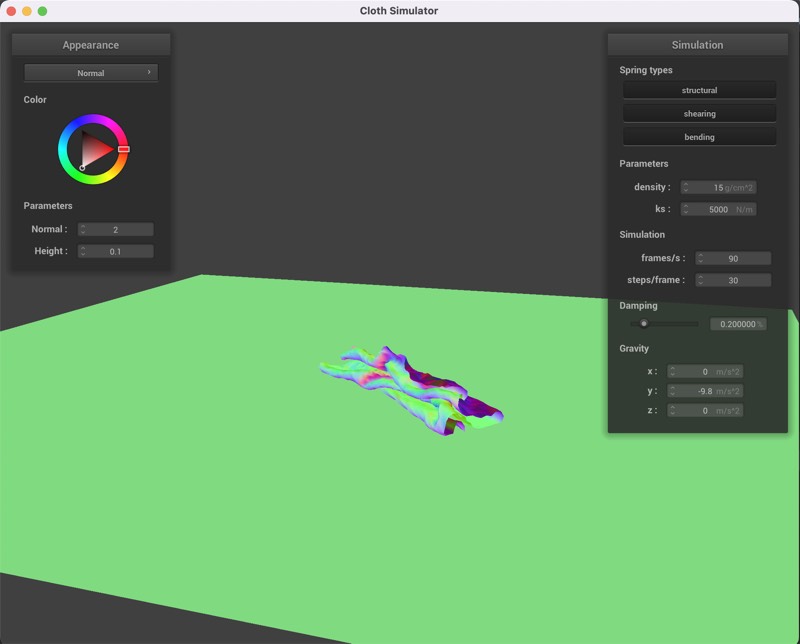 Cloth Simulator
Appearance
Normal
Color
Parameters
Normal : 2
Height : 0.1
Simulation
Spring types
structural
shearing
bending
Parameters
density : 15 g/cm^2
ks : 5000 N/m
Simulation
frames/s : 90
steps/frame : 30
Damping
0.200000 %
Gravity
x : 0 m/s^2
y : -9.8 m/s^2
z : 0 m/s^2